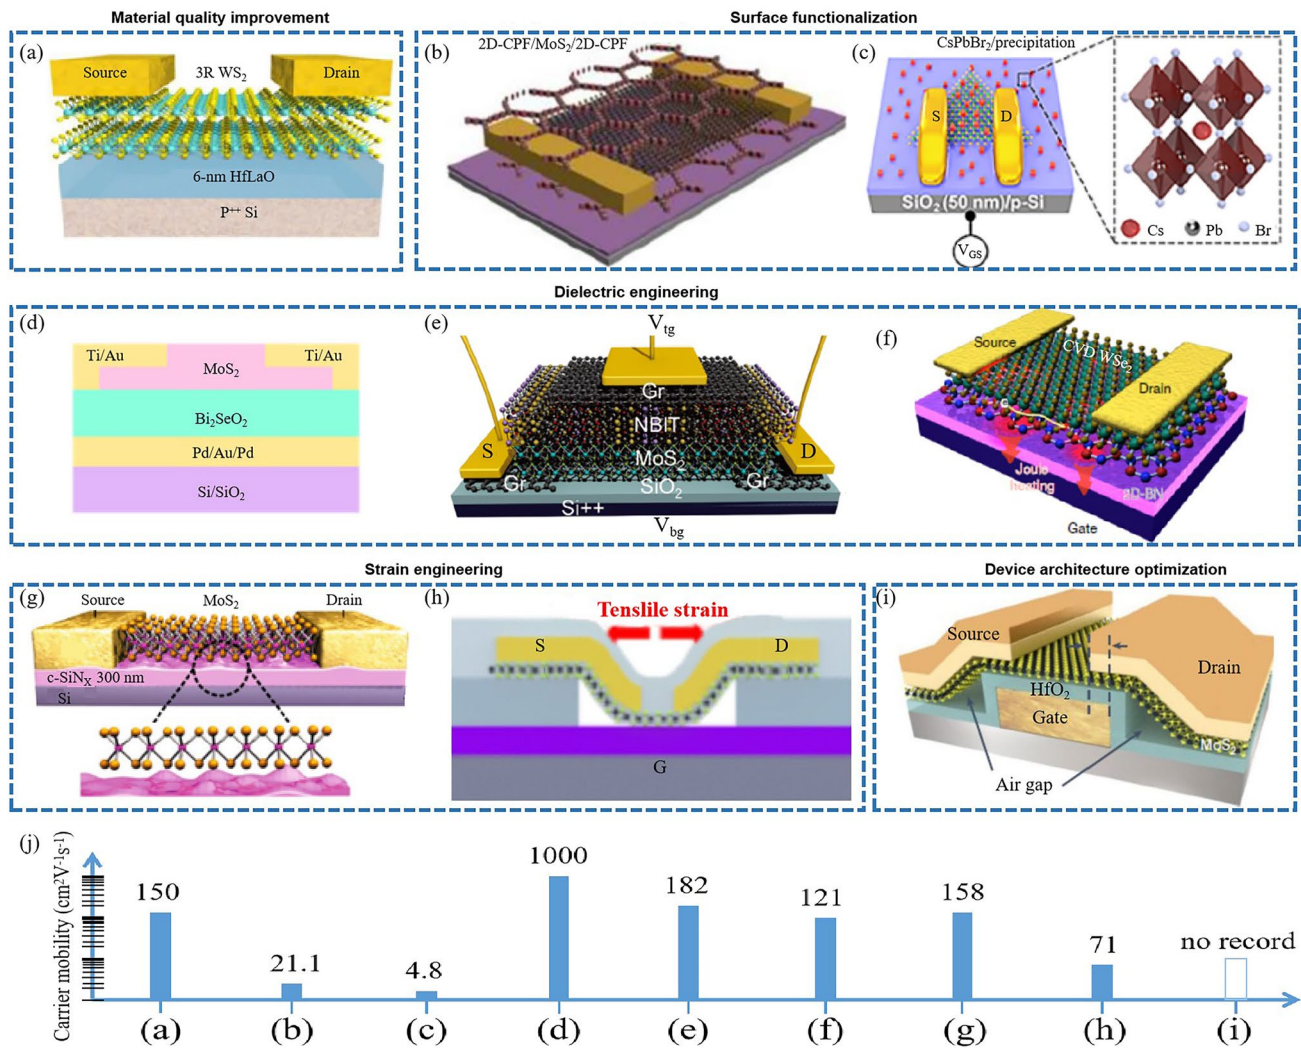 Material quality improvement
Surface functionalization
(a)
Source
3R WS2
Drain
6-nm HfLaO
P++ Si
(b)
2D-CPF/MoS2/2D-CPF
(c)
CsPbBr2/precipitation
S
D
SiO2 (50 nm)/p-Si
VGS
Cs
Pb
Br
Dielectric engineering
(d)
Ti/Au
Ti/Au
MoS2
Bi2SeO2
Pd/Au/Pd
Si/SiO2
(e)
Vtg
Gr
NBIT
S
D
MoS2
Gr
SiO2
Gr
Si++
Vbg
(f)
Source
CVD WSe2
Drain
Joule
heating
2D-BN
Gate
Strain engineering
Device architecture optimization
(g)
Source
MoS2
Drain
c-SiNX 300 nm
Si
(h)
Tenslile strain
S
D
G
(i)
Source
Drain
HfO2
Gate
MoS2
Air gap
(j)
Carrier mobility (cm2V-1s-1)
150
21.1
4.8
1000
182
121
158
71
no record
(a)
(b)
(c)
(d)
(e)
(f)
(g)
(h)
(i)